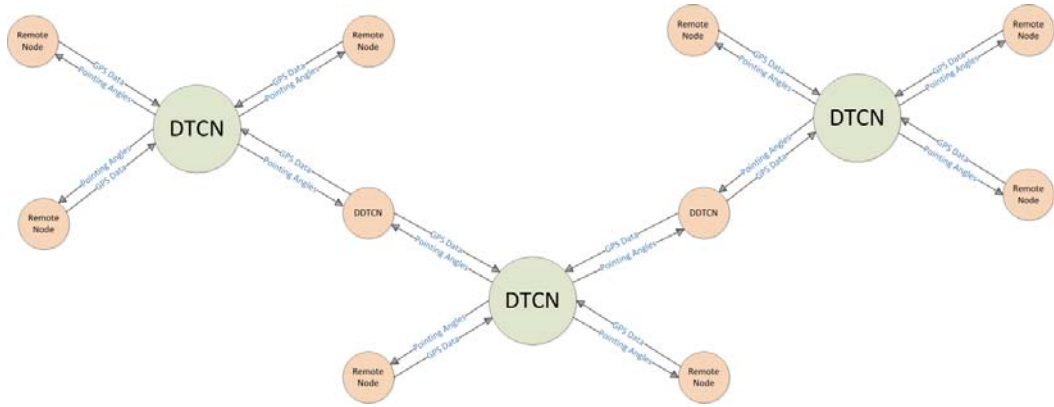 Remote
Node
GPS Data
Pointing Angles
Remote
Node
GPS Data
Pointing Angles
DTCN
Pointing Angles
GPS Data
Remote
Node
GPS Data
Pointing Angles
DDTCN
GPS Data
Pointing Angles
DTCN
Pointing Angles
GPS Data
Remote
Node
GPS Data
Pointing Angles
Remote
Node
GPS Data
Pointing Angles
DDTCN
Pointing Angles
GPS Data
DTCN
Remote
Node
GPS Data
Pointing Angles
Remote
Node
GPS Data
Pointing Angles
GPS Data
Pointing Angles
Remote
Node